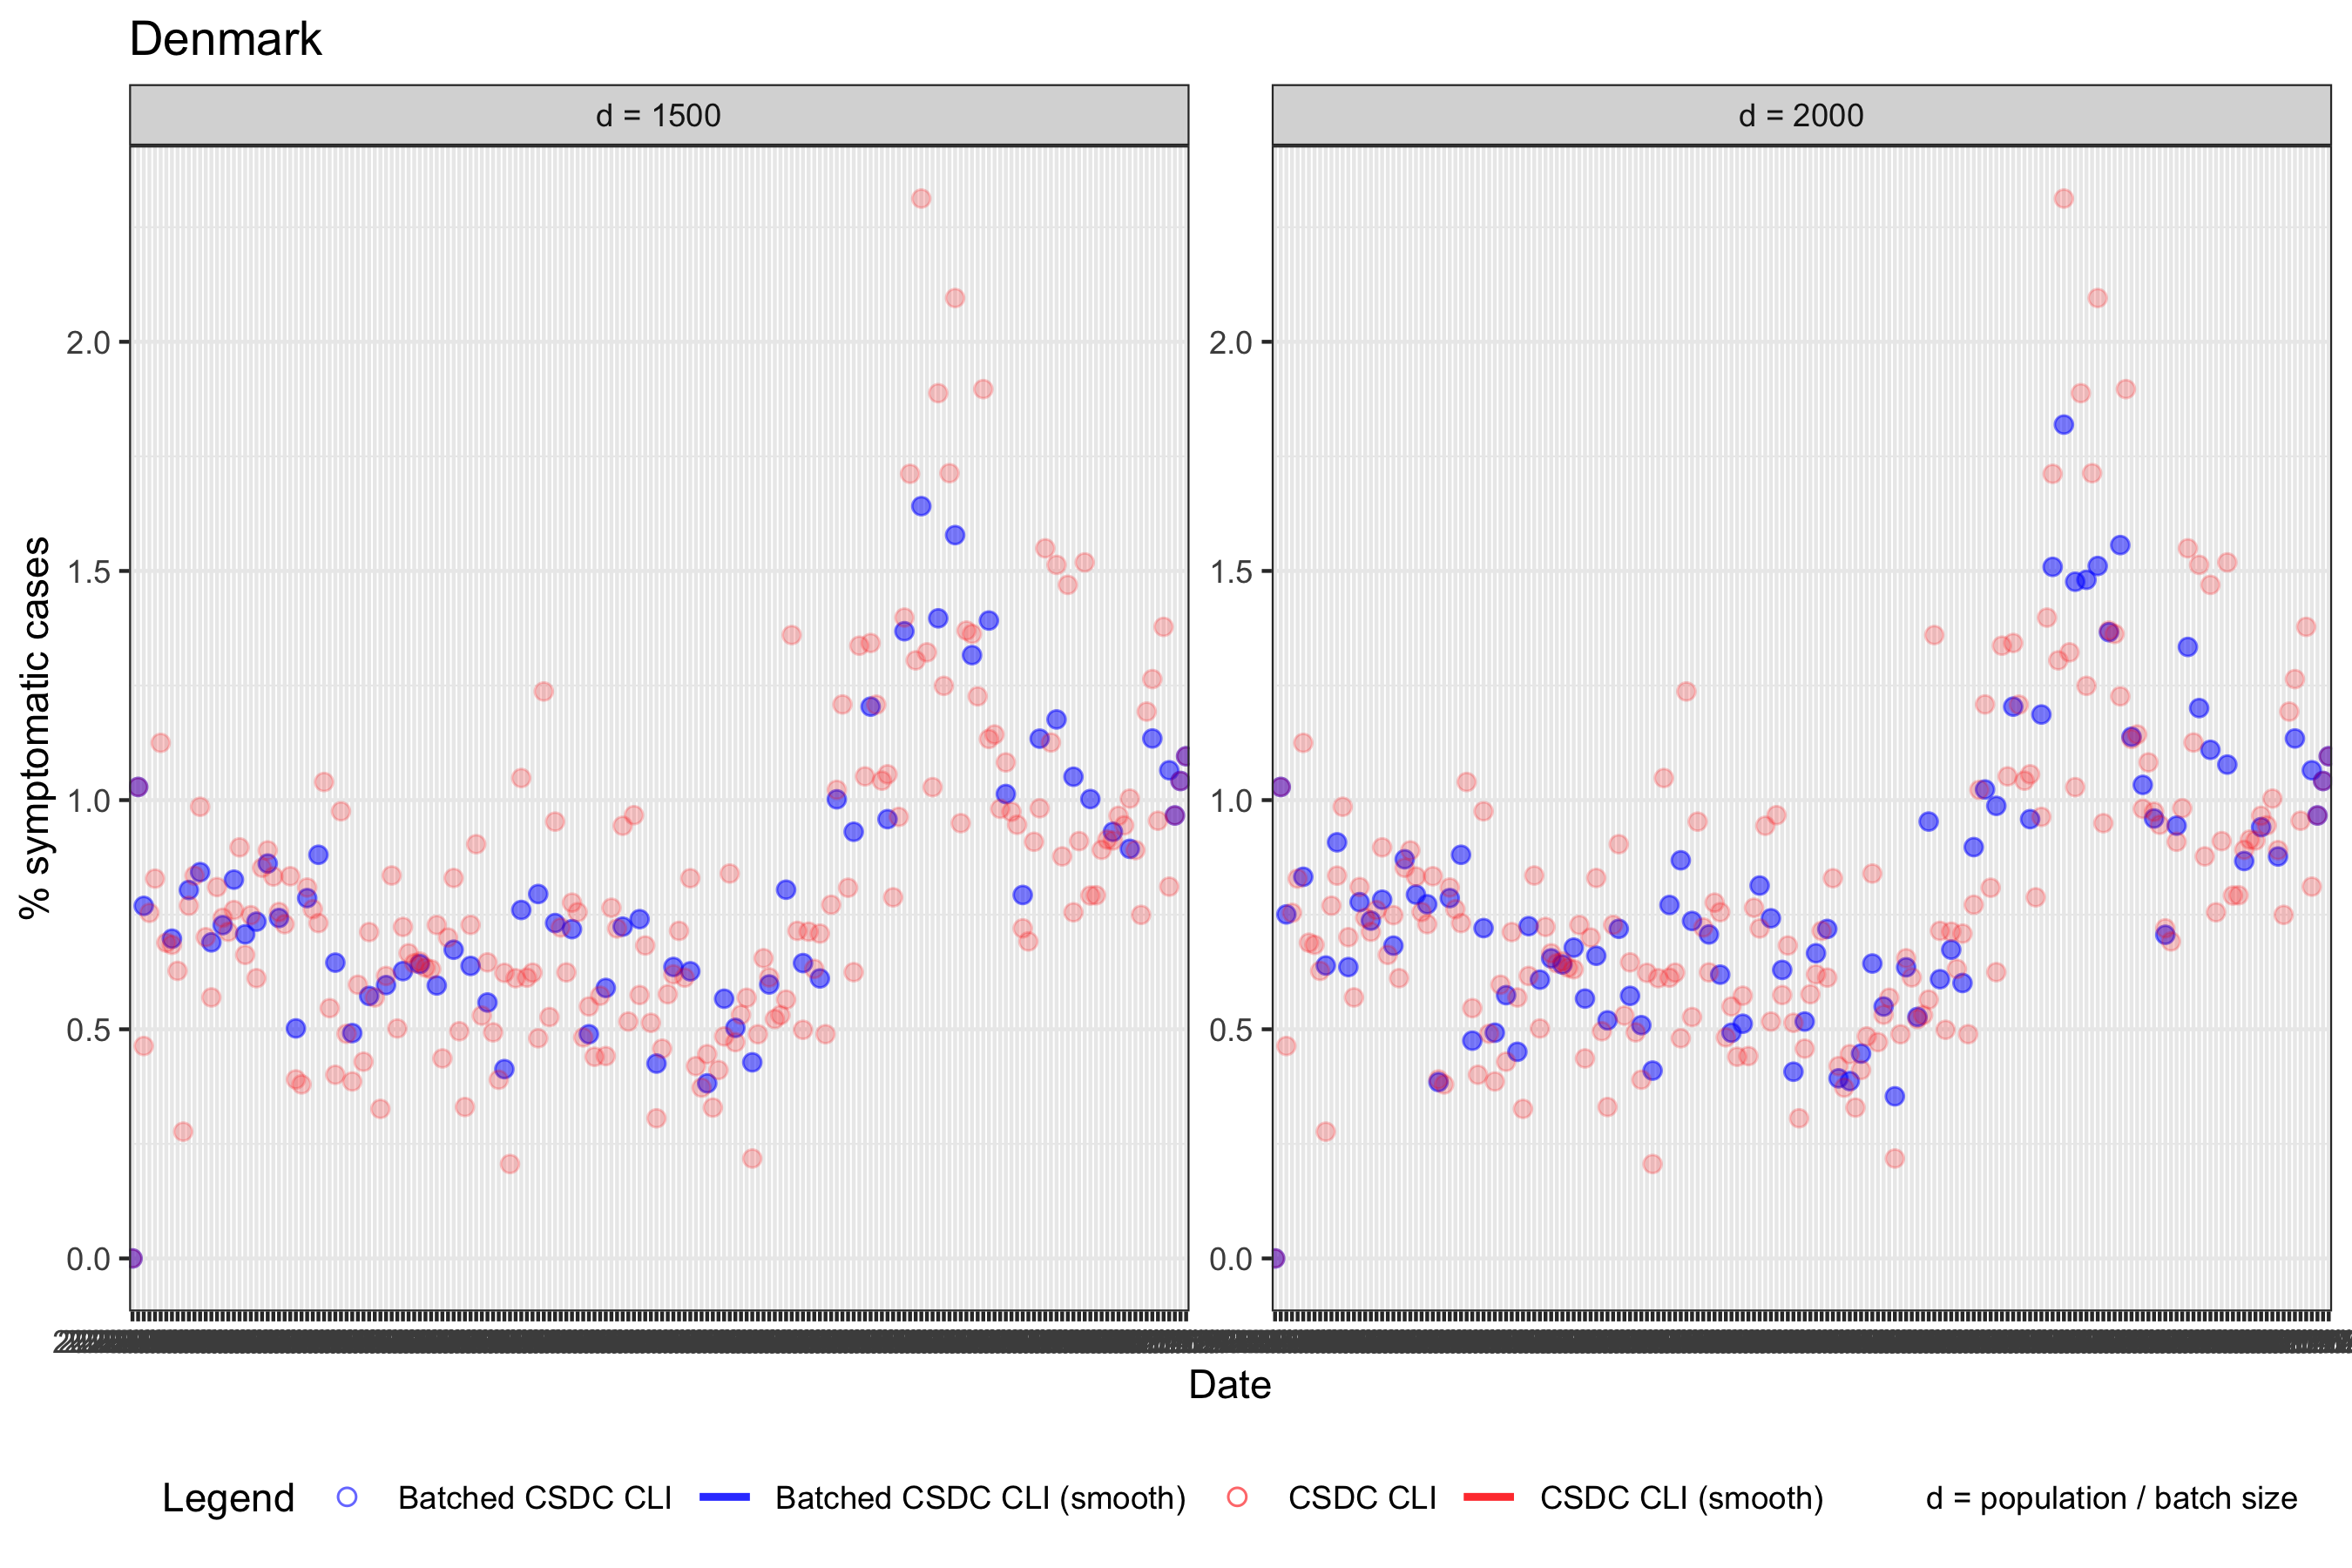 Denmark
d = 1500
d = 2000
% symptomatic cases
2.0
1.5
1.0
0.5
0.0
2.0
1.5
1.0
0.5
0.0
Date
Legend Batched CSDC CLI Batched CSDC CLI (smooth) CSDC CLI CSDC CLI (smooth) d = population / batch size